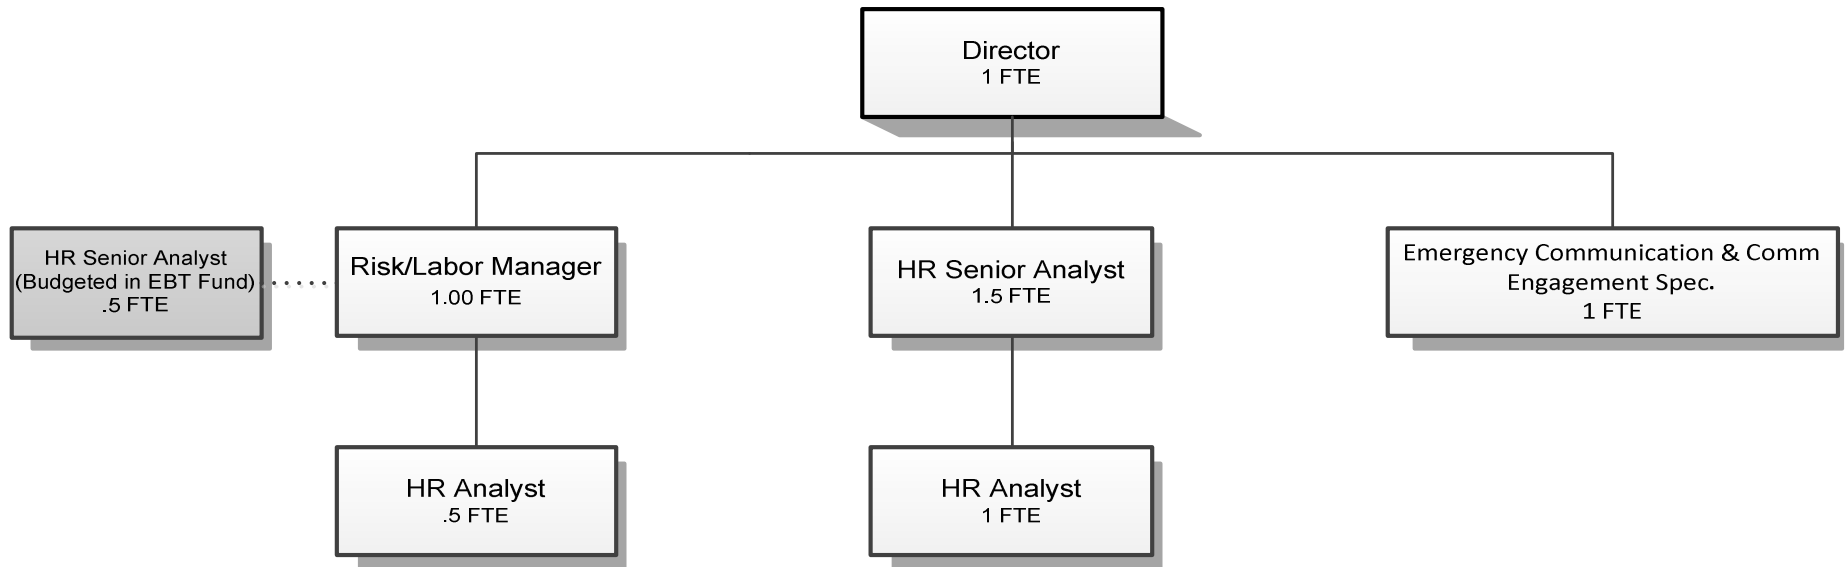 Director
1 FTE
HR Senior Analyst
(Budgeted in EBT Fund)
.5 FTE
Risk/Labor Manager
1.00 FTE
HR Senior Analyst
1.5 FTE
Emergency Communication & Comm
Engagement Spec.
1 FTE
HR Analyst
.5 FTE
HR Analyst
1 FTE